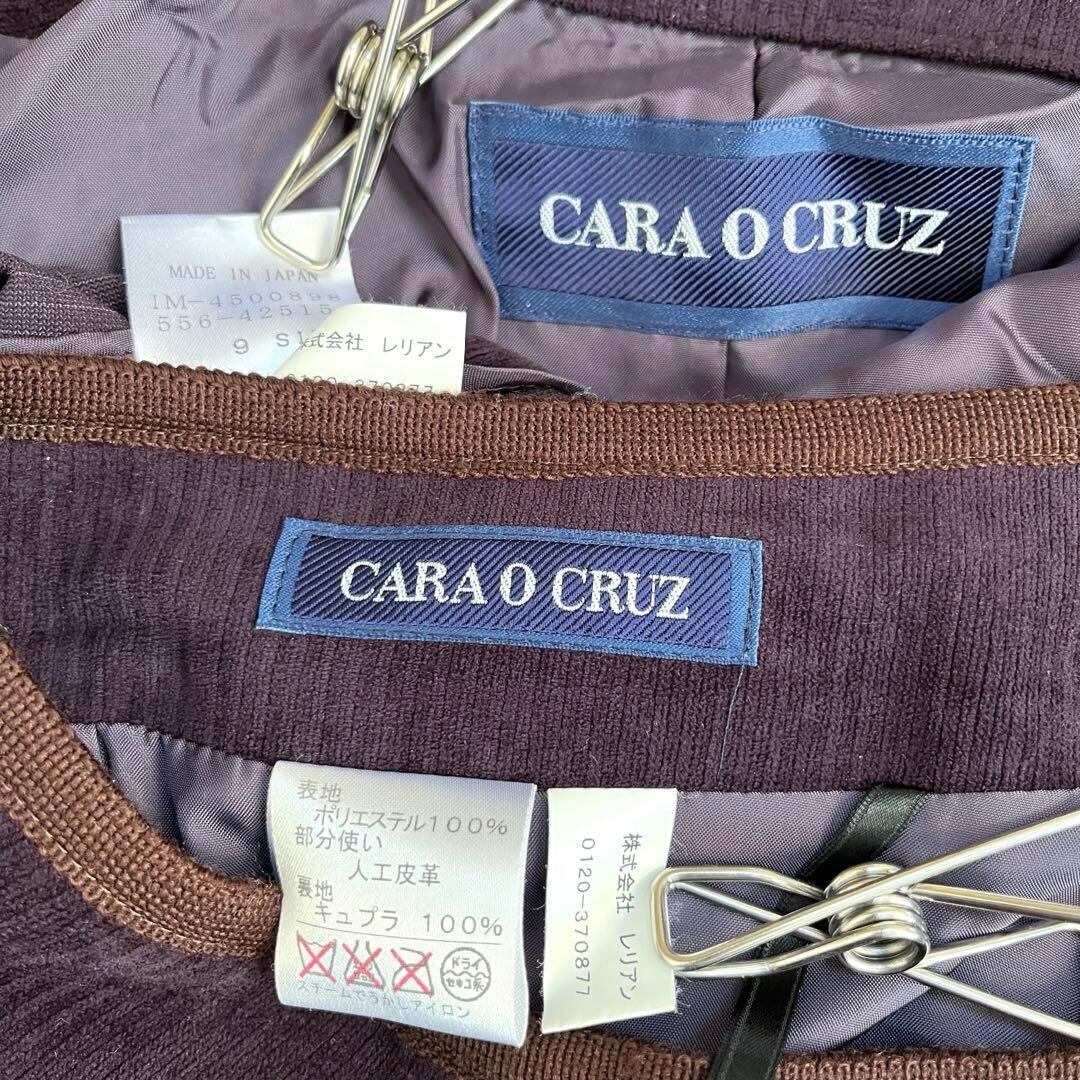 CARA O CRUZ
MADE IN JAPAN
IM-4500898
556-42515
9
式会社 レリアン
CARA O CRUZ
表地
ポリエステル100%
部分使い
人工皮革
裏地
キュプラ 100%
ドライ
セキユ系
スチームでうかしアイロン
株式会社 レリアン
0120-370877